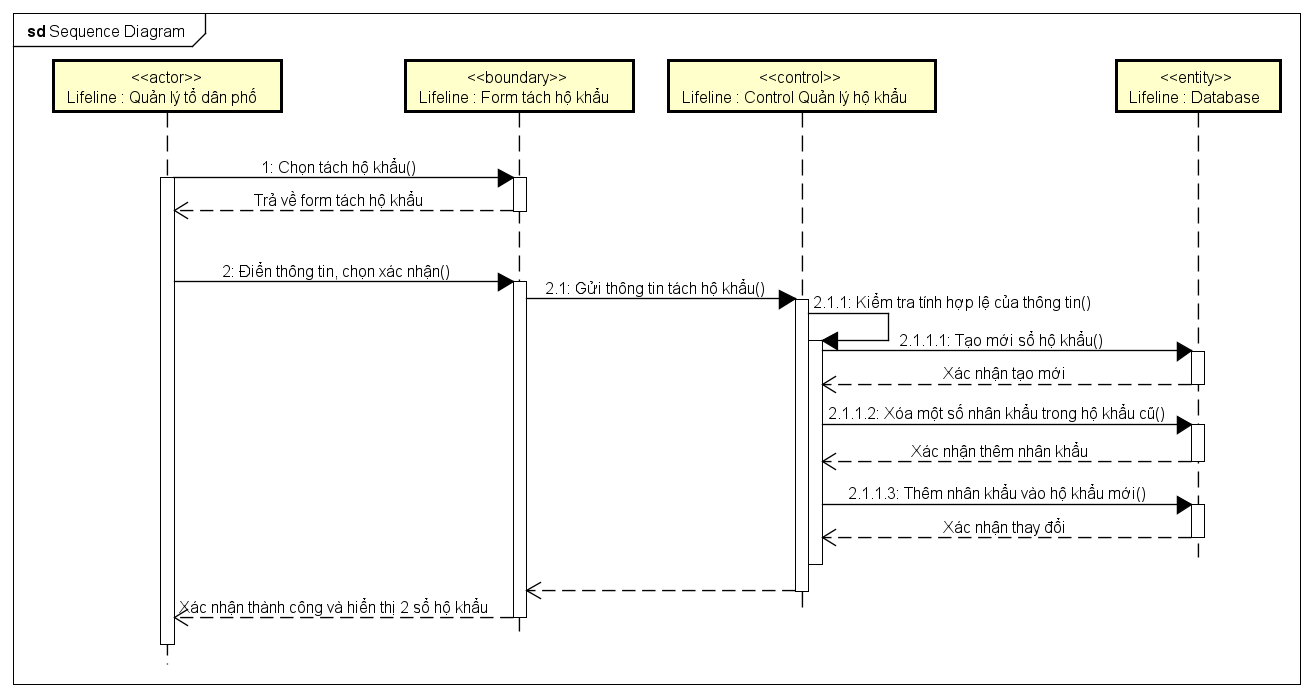 sd Sequence Diagram
<<actor>>
Lifeline : Quản lý tổ dân phố
<<boundary>>
Lifeline : Form tách hộ khẩu
<<control>>
Lifeline : Control Quản lý hộ khẩu
<<entity>>
Lifeline : Database
1: Chọn tách hộ khẩu()
Trả về form tách hộ khẩu
2: Điển thông tin, chọn xác nhận()
2.1: Gửi thông tin tách hộ khẩu()
2.1.1: Kiểm tra tính hợp lệ của thông tin()
2.1.1.1: Tạo mới sổ hộ khẩu()
Xác nhận tạo mới
2.1.1.2: Xóa một số nhân khẩu trong hộ khẩu cũ()
Xác nhận thêm nhân khẩu
2.1.1.3: Thêm nhân khẩu vào hộ khẩu mới()
Xác nhận thay đổi
Xác nhận thành công và hiển thị 2 sổ hộ khẩu